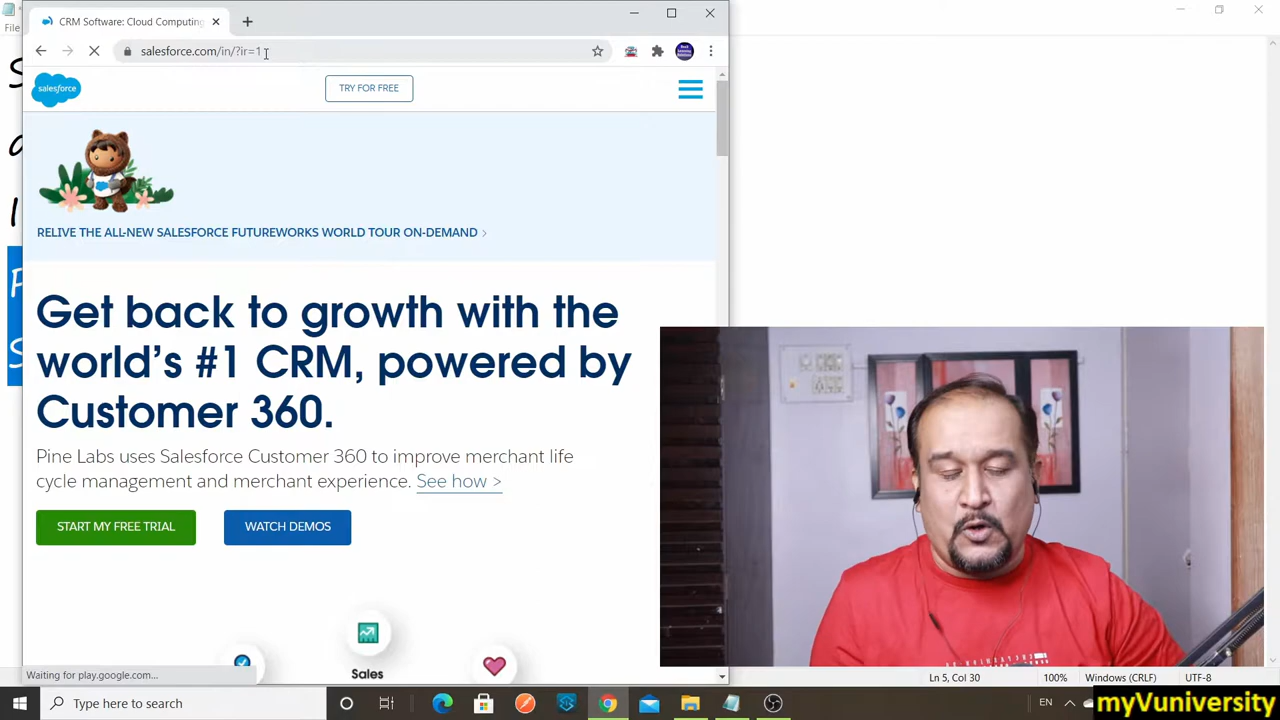 CRM Software: Cloud Computing
salesforce.com/in/?ir=1
File
salesforce
TRY FOR FREE
RELIVE THE ALL-NEW SALESFORCE FUTUREWORKS WORLD TOUR ON-DEMAND >
Get back to growth with the
world's #1 CRM, powered by
Customer 360.
Pine Labs uses Salesforce Customer 360 to improve merchant life
cycle management and merchant experience. See how >
START MY FREE TRIAL WATCH DEMOS
Sales
Waiting for play.google.com...
Ln 5, Col 30 100% Windows (CRLF) UTF-8
Type here to search
EN
myVuniversity